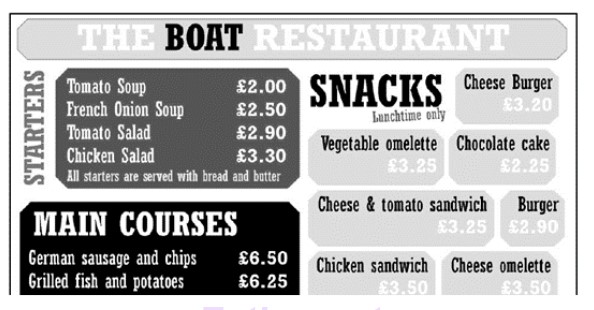 THE BOAT RESTAURANT
STARTERS
Tomato Soup £2.00
French Onion Soup £2.50
Tomato Salad £2.90
Chicken Salad £3.30
All starters are served with bread and butter
MAIN COURSES
German sausage and chips £6.50
Grilled fish and potatoes £6.25
SNACKS
Lunchtime only
Cheese Burger
£3.20
Vegetable omelette
£3.25
Chocolate cake
£2.25
Cheese & tomato sandwich
£3.25
Burger
£2.90
Chicken sandwich
£3.50
Cheese omelette
£3.50